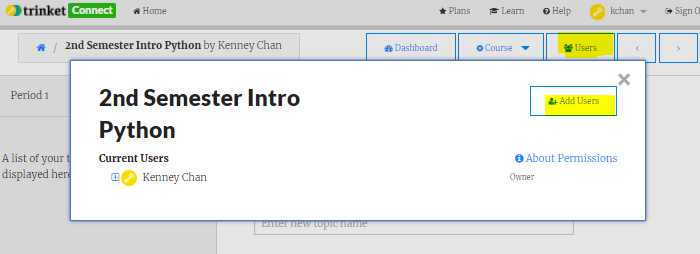 trinket Connect Home Plans Learn Help kchan Sign O
/ 2nd Semester Intro Python by Kenney Chan Dashboard Course Users ‹ ›
Period 1
2nd Semester Intro
Python
Add Users
A list of your t
displayed here
Current Users
About Permissions
Kenney Chan
Owner
Enter new topic name